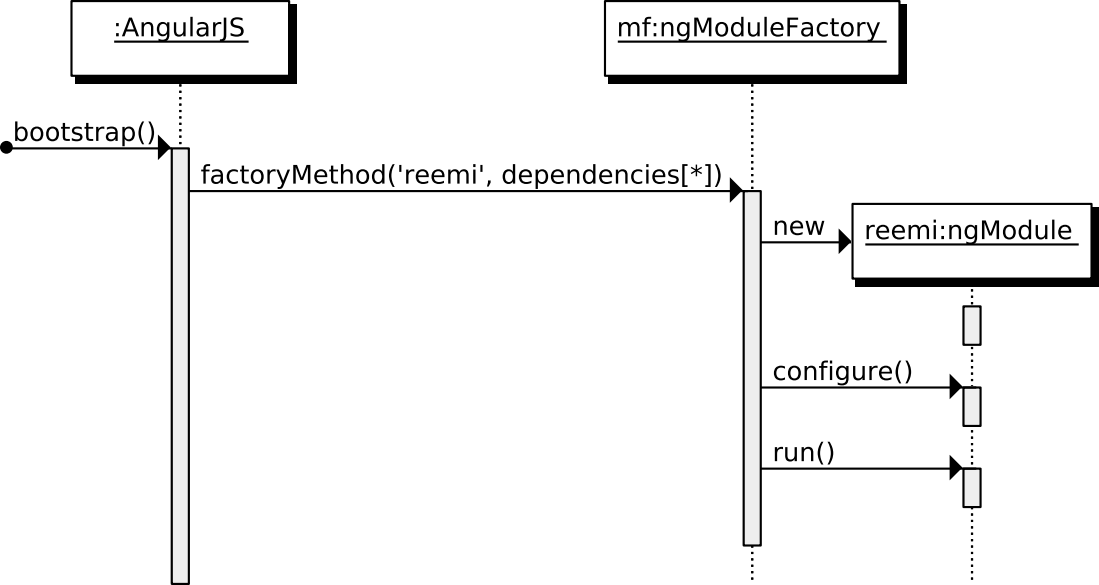 :AngularJS
mf:ngModuleFactory
bootstrap()
factoryMethod('reemi', dependencies[*])
new
reemi:ngModule
configure()
run()